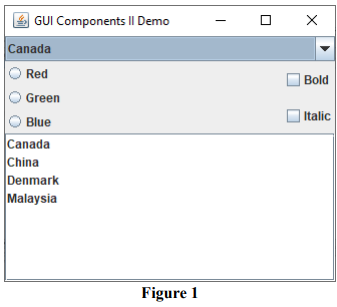 GUI Components II Demo
Canada
Red
Bold
Green
Blue
Italic
Canada
China
Denmark
Malaysia
Figure 1